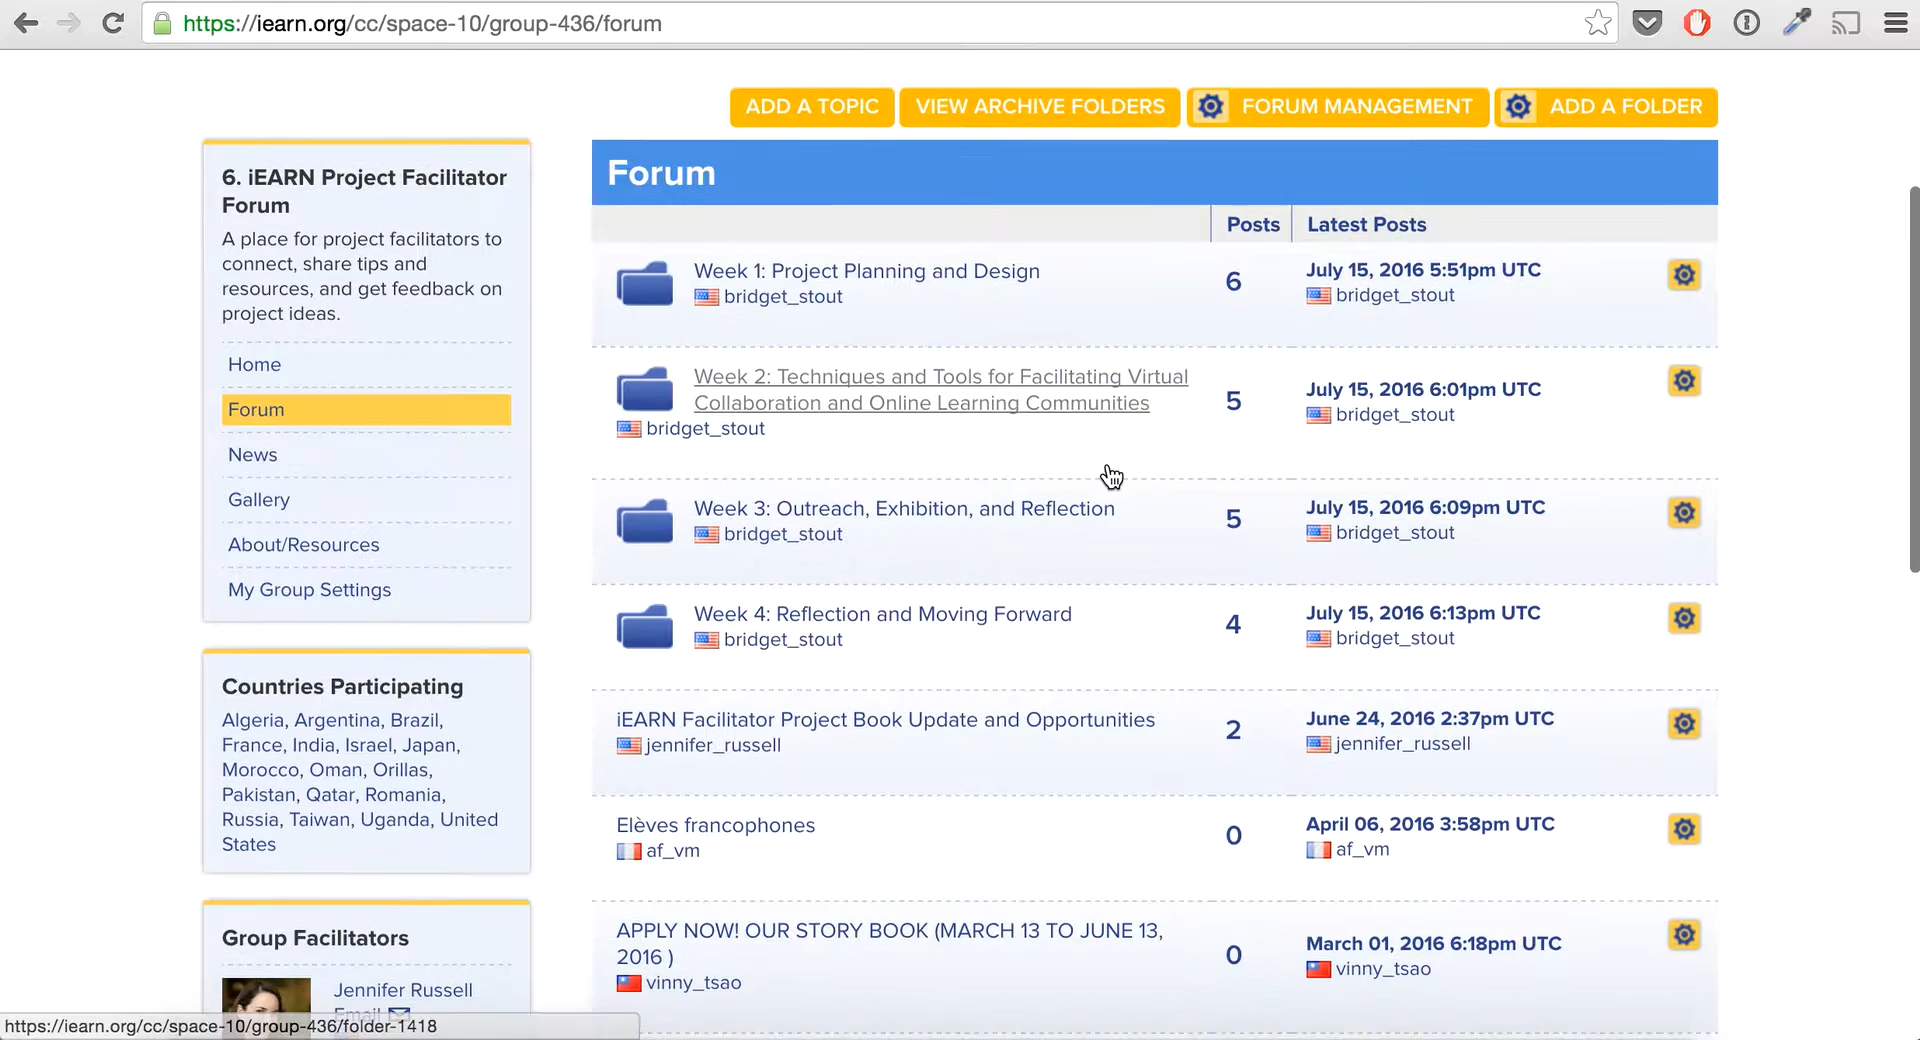 https://iearn.org/cc/space-10/group-436/forum
ADD A TOPIC
VIEW ARCHIVE FOLDERS
FORUM MANAGEMENT
ADD A FOLDER
6. iEARN Project Facilitator
Forum
A place for project facilitators to
connect, share tips and
resources, and get feedback on
project ideas.
Home
Forum
News
Gallery
About/Resources
My Group Settings
Countries Participating
Algeria, Argentina, Brazil,
France, India, Israel, Japan,
Morocco, Oman, Orillas,
Pakistan, Qatar, Romania,
Russia, Taiwan, Uganda, United
States
Group Facilitators
Jennifer Russell
Email
Forum
Posts
Latest Posts
Week 1: Project Planning and Design
bridget_stout
6
July 15, 2016 5:51pm UTC
bridget_stout
Week 2: Techniques and Tools for Facilitating Virtual
Collaboration and Online Learning Communities
bridget_stout
5
July 15, 2016 6:01pm UTC
bridget_stout
Week 3: Outreach, Exhibition, and Reflection
bridget_stout
5
July 15, 2016 6:09pm UTC
bridget_stout
Week 4: Reflection and Moving Forward
bridget_stout
4
July 15, 2016 6:13pm UTC
bridget_stout
iEARN Facilitator Project Book Update and Opportunities
jennifer_russell
2
June 24, 2016 2:37pm UTC
jennifer_russell
Elèves francophones
af_vm
0
April 06, 2016 3:58pm UTC
af_vm
APPLY NOW! OUR STORY BOOK (MARCH 13 TO JUNE 13,
2016 )
vinny_tsao
0
March 01, 2016 6:18pm UTC
vinny_tsao
https://iearn.org/cc/space-10/group-436/folder-1418